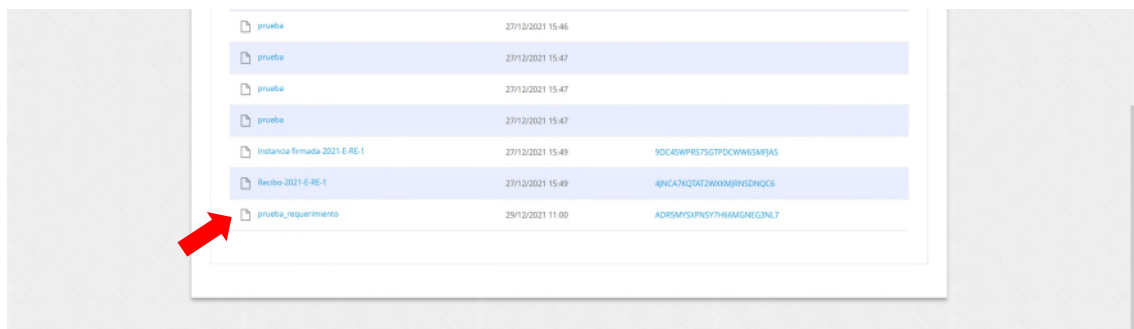 prueba 27/12/2021 15:46
prueba 27/12/2021 15:47
prueba 27/12/2021 15:47
prueba 27/12/2021 15:47
Instancia firmada-2021-E-RE-1 27/12/2021 15:49 9DC4SWPRS7SGTPDCWW6SMFJAS
Recibo-2021-E-RE-1 27/12/2021 15:49 4JNCA7KQTAT2WXKMJRNSDNQC6
prueba_requerimiento 29/12/2021 11:00 ADRSMYSXPNSY7H66MGNEG3NL7